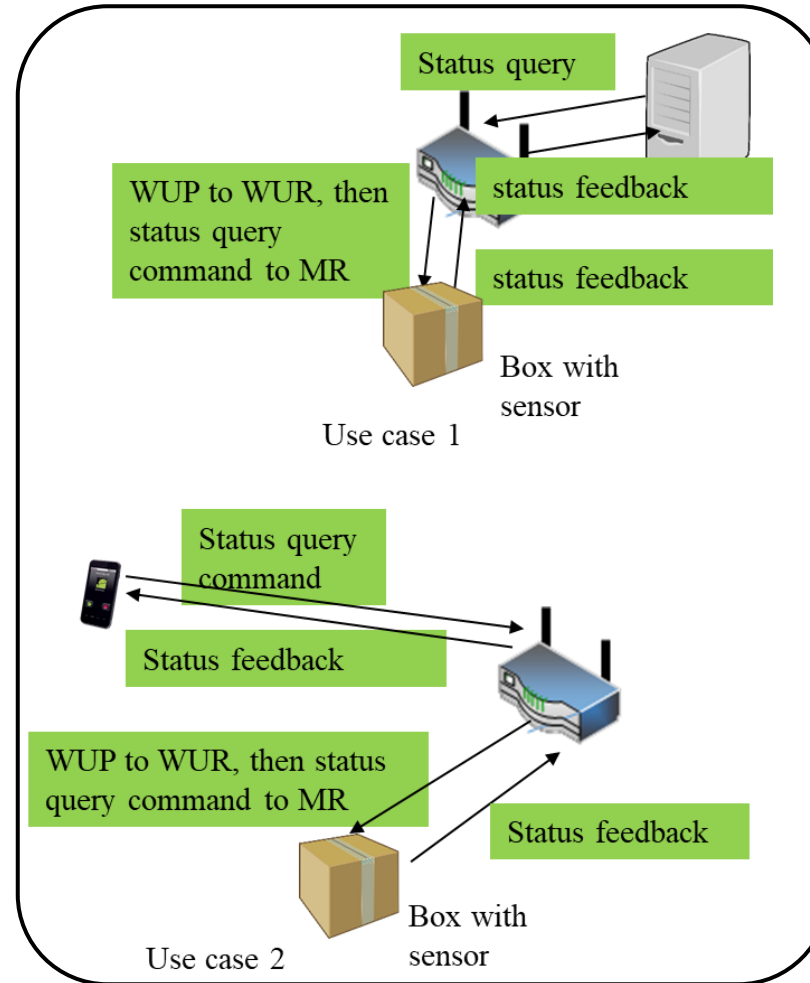 Status query
WUP to WUR, then
status query
command to MR
status feedback
status feedback
Box with
sensor
Use case 1
Status query
command
Status feedback
WUP to WUR, then status
query command to MR
Status feedback
Box with
sensor
Use case 2